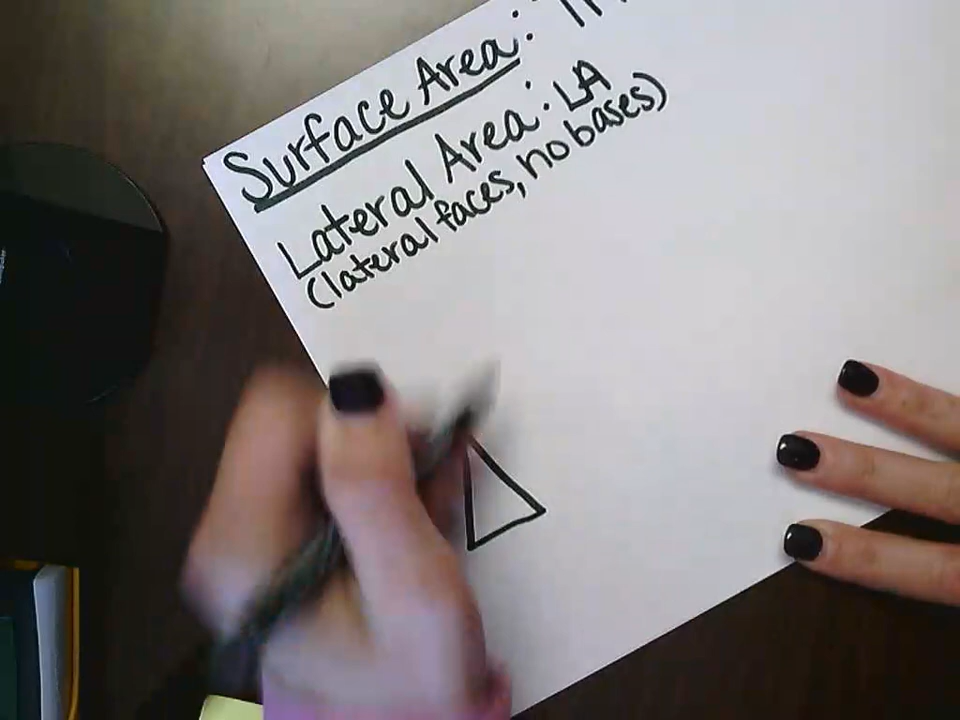 Surface Area:
Lateral Area: LA
(lateral faces, no bases)